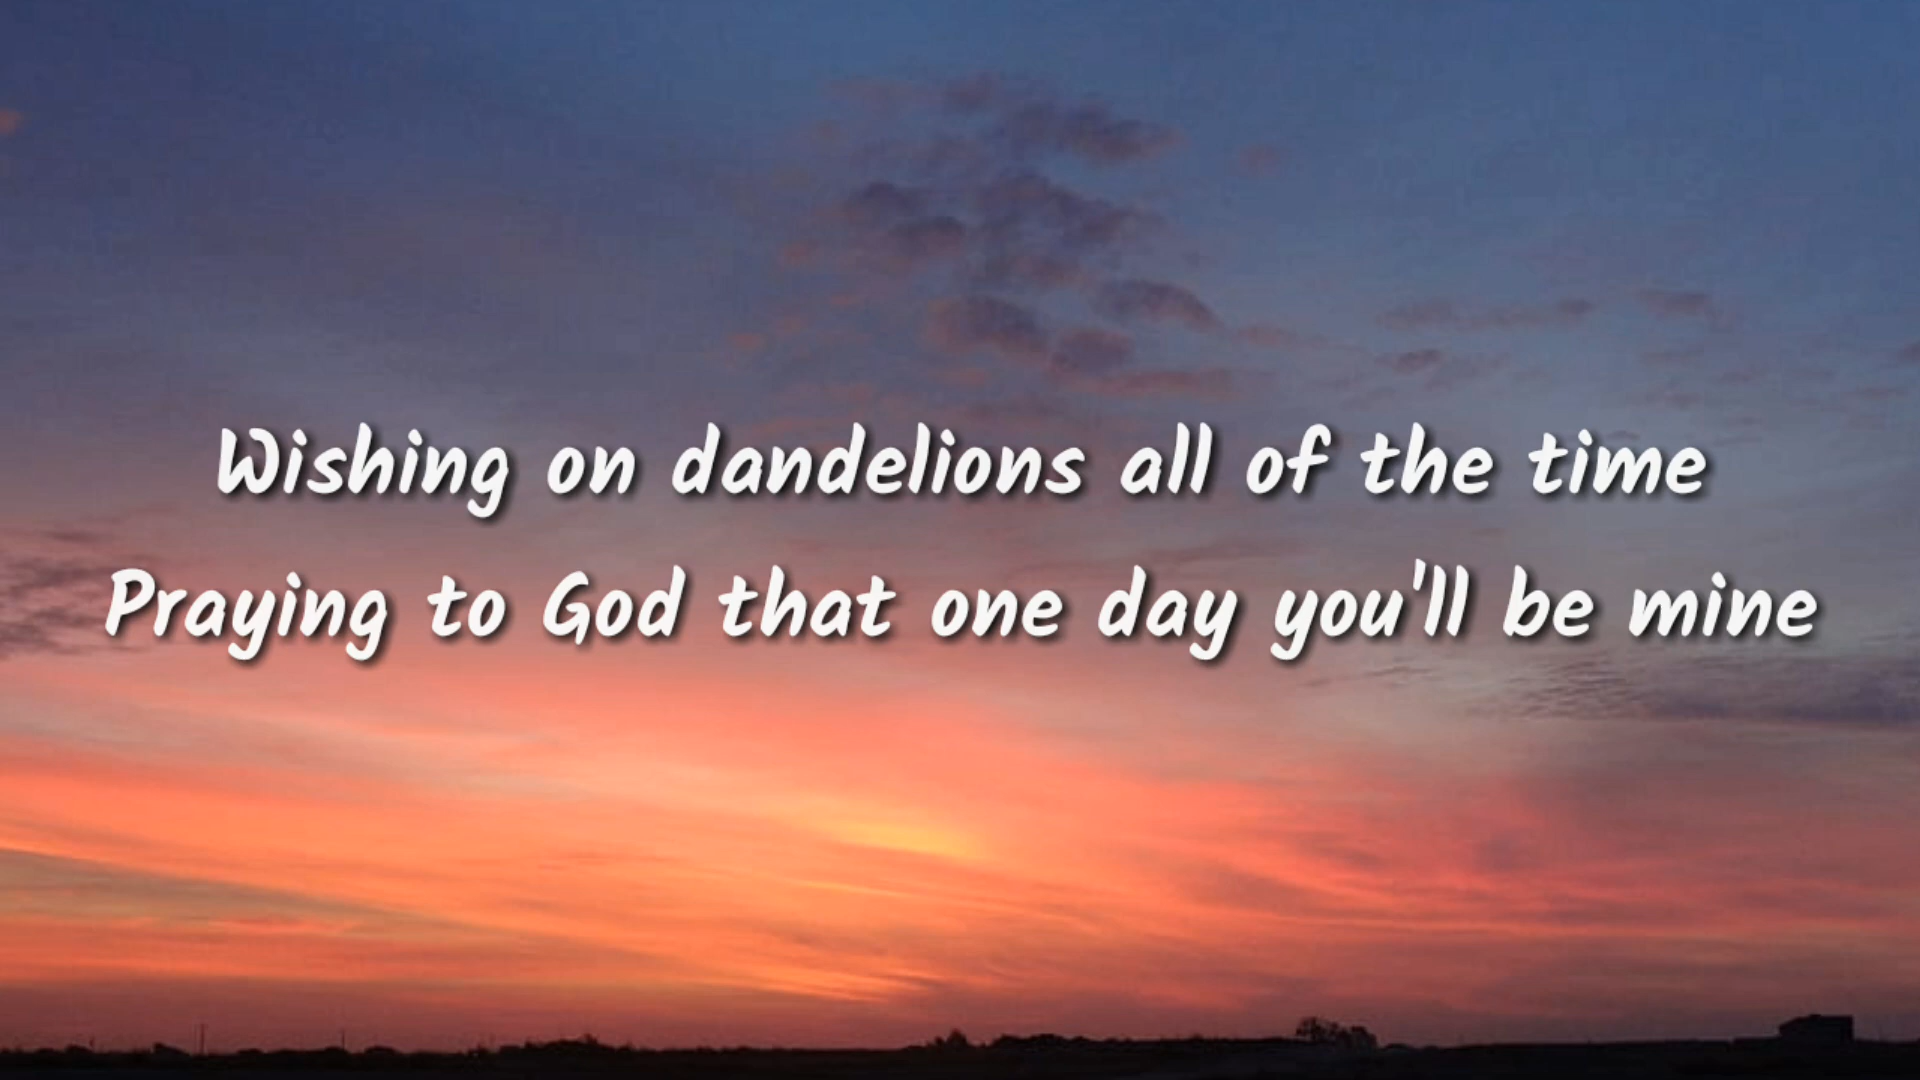 Wishing on dandelions all of the time
Praying to God that one day you'll be mine